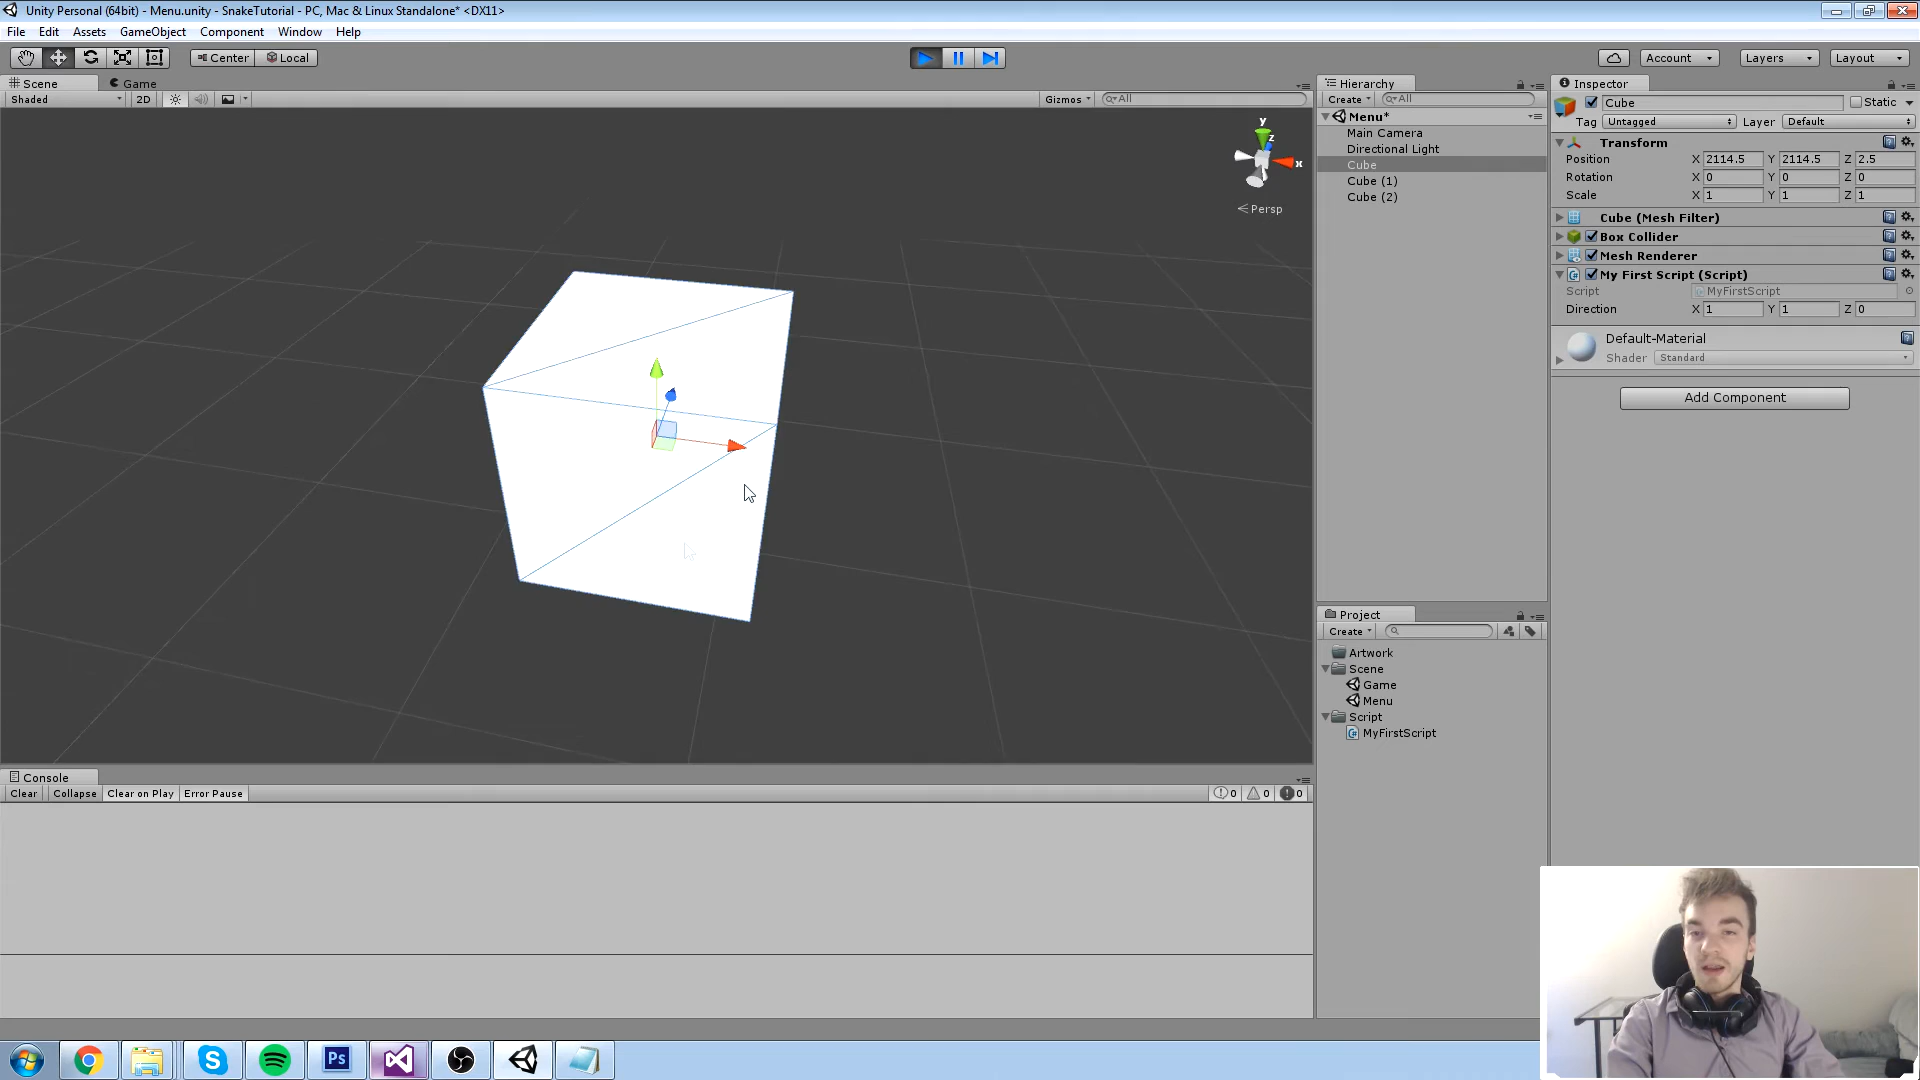 Unity Personal (64bit) - Menu.unity - SnakeTutorial - PC, Mac & Linux Standalone* <DX11>
File Edit Assets GameObject Component Window Help
Center Local Account Layers Layout
Scene Game
Shaded 2D Gizmos All
y
z
x
Persp
Hierarchy
Create All
Menu*
Main Camera
Directional Light
Cube
Cube (1)
Cube (2)
Inspector
Cube Static
Tag Untagged Layer Default
Transform
Position X 2114.5 Y 2114.5 Z 2.5
Rotation X 0 Y 0 Z 0
Scale X 1 Y 1 Z 1
Cube (Mesh Filter)
Box Collider
Mesh Renderer
My First Script (Script)
Script MyFirstScript
Direction X 1 Y 1 Z 0
Default-Material
Shader Standard
Add Component
Project
Create
Artwork
Scene
Game
Menu
Script
MyFirstScript
Console
Clear Collapse Clear on Play Error Pause 0 0 0
Ps